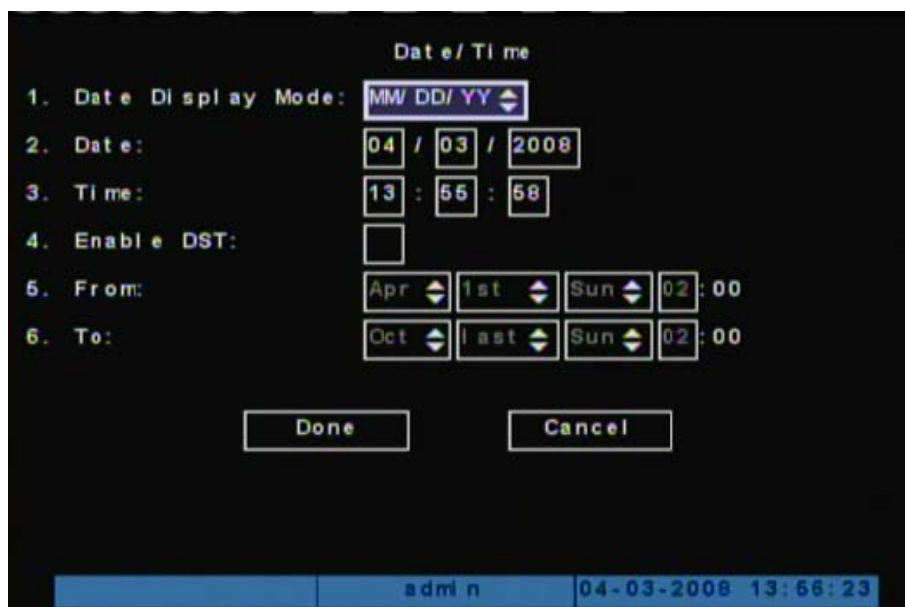 Date/Time
1. Date Display Mode: MM/DD/YY
2. Date: 04 / 03 / 2008
3. Time: 13 : 55 : 58
4. Enable DST:
5. From: Apr 1st Sun 02:00
6. To: Oct last Sun 02:00
Done Cancel
admin 04-03-2008 13:56:23